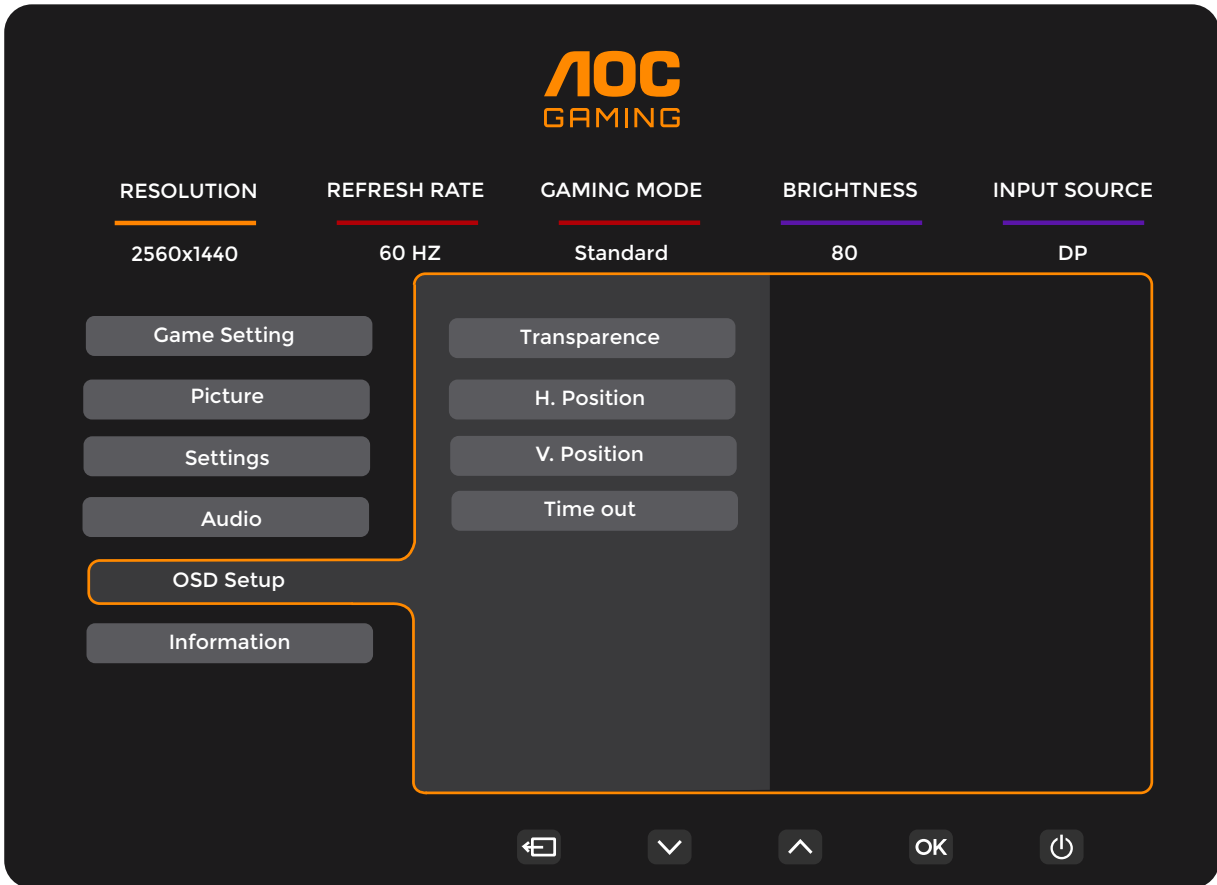 AOC
GAMING
RESOLUTION REFRESH RATE GAMING MODE BRIGHTNESS INPUT SOURCE
2560x1440 60 HZ Standard 80 DP
Game Setting
Picture
Settings
Audio
OSD Setup
Information
Transparence
H. Position
V. Position
Time out
OK